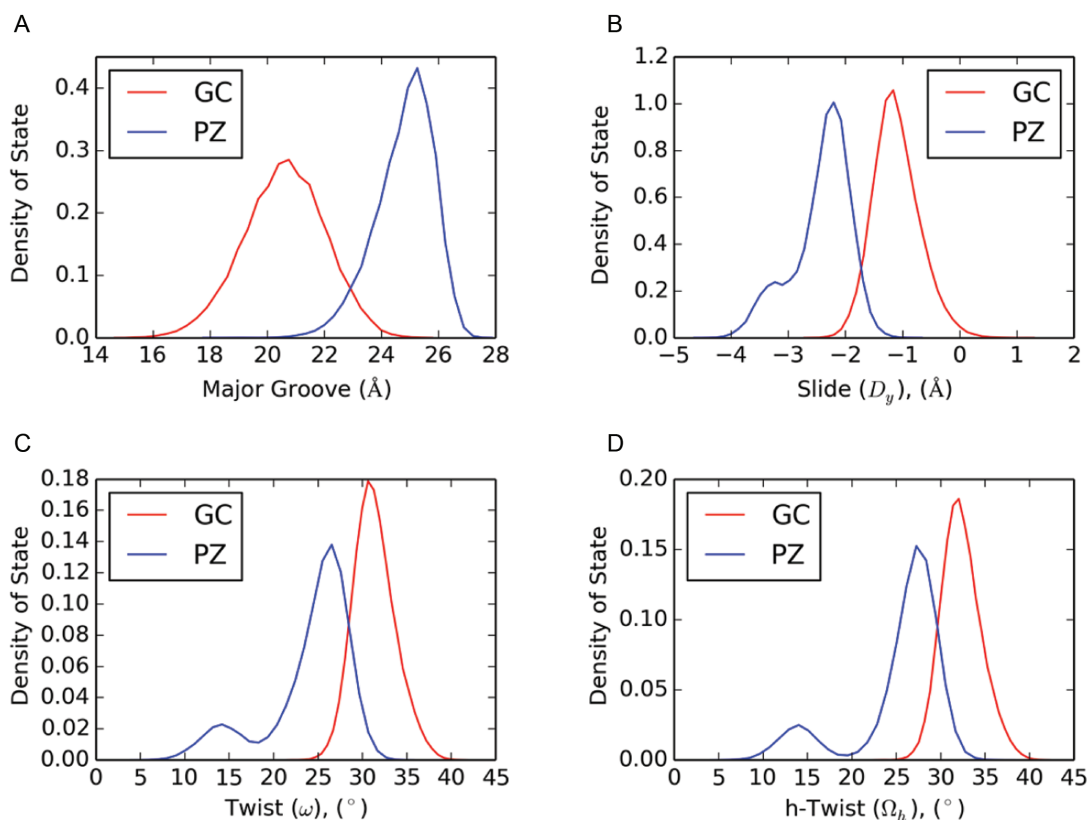 A
GC
PZ
Density of State
0.4
0.3
0.2
0.1
0.0
14 16 18 20 22 24 26 28
Major Groove (Å)
B
GC
PZ
Density of State
1.2
1.0
0.8
0.6
0.4
0.2
0.0
−5 −4 −3 −2 −1 0 1 2
Slide (D_y), (Å)
C
GC
PZ
Density of State
0.18
0.16
0.14
0.12
0.10
0.08
0.06
0.04
0.02
0.00
0 5 10 15 20 25 30 35 40 45
Twist (ω), (°)
D
GC
PZ
Density of State
0.20
0.15
0.10
0.05
0.00
0 5 10 15 20 25 30 35 40 45
h-Twist (Ω_h), (°)